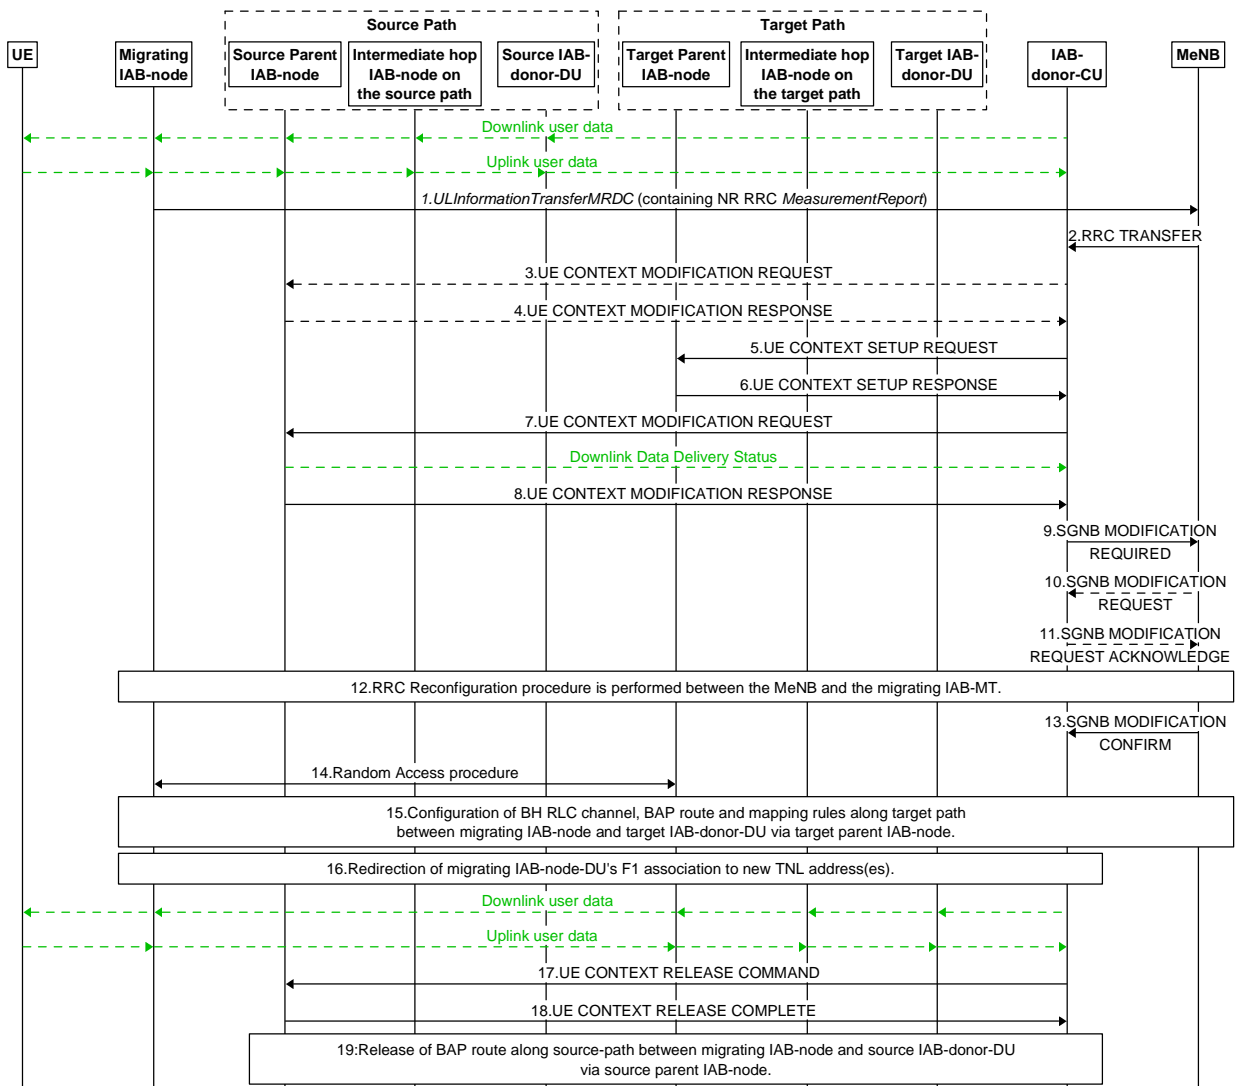 Source Path
Target Path
UE
Migrating
IAB-node
Source Parent
IAB-node
Intermediate hop
IAB-node on
the source path
Source IAB-
donor-DU
Target Parent
IAB-node
Intermediate hop
IAB-node on
the target path
Target IAB-
donor-DU
IAB-
donor-CU
MeNB
Downlink user data
Uplink user data
1.ULInformationTransferMRDC (containing NR RRC MeasurementReport)
2.RRC TRANSFER
3.UE CONTEXT MODIFICATION REQUEST
4.UE CONTEXT MODIFICATION RESPONSE
5.UE CONTEXT SETUP REQUEST
6.UE CONTEXT SETUP RESPONSE
7.UE CONTEXT MODIFICATION REQUEST
Downlink Data Delivery Status
8.UE CONTEXT MODIFICATION RESPONSE
9.SGNB MODIFICATION
REQUIRED
10.SGNB MODIFICATION
REQUEST
11.SGNB MODIFICATION
REQUEST ACKNOWLEDGE
12.RRC Reconfiguration procedure is performed between the MeNB and the migrating IAB-MT.
13.SGNB MODIFICATION
CONFIRM
14.Random Access procedure
15.Configuration of BH RLC channel, BAP route and mapping rules along target path
between migrating IAB-node and target IAB-donor-DU via target parent IAB-node.
16.Redirection of migrating IAB-node-DU's F1 association to new TNL address(es).
Downlink user data
Uplink user data
17.UE CONTEXT RELEASE COMMAND
18.UE CONTEXT RELEASE COMPLETE
19:Release of BAP route along source-path between migrating IAB-node and source IAB-donor-DU
via source parent IAB-node.